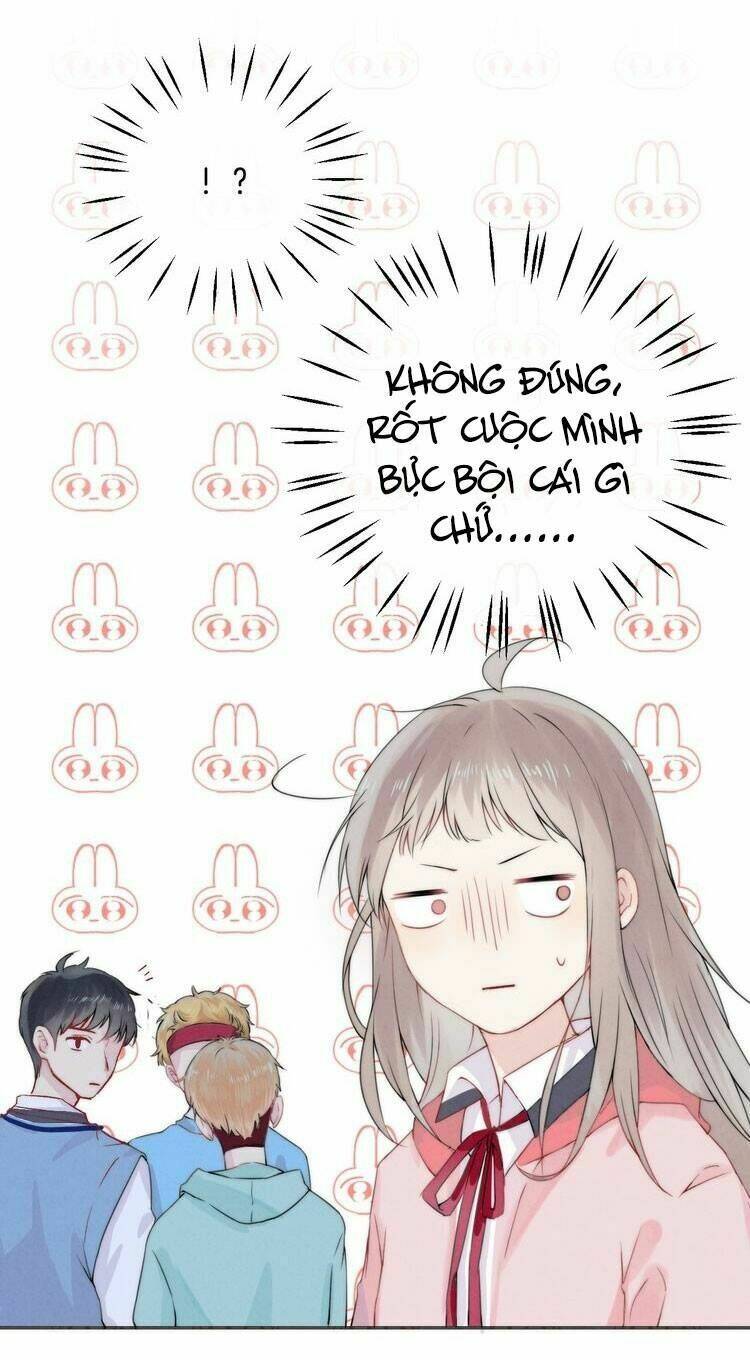 ! ?
KHÔNG ĐÚNG,
RỐT CUỘC MÌNH
BỰC BỘI CÁI GÌ
CHỨ......